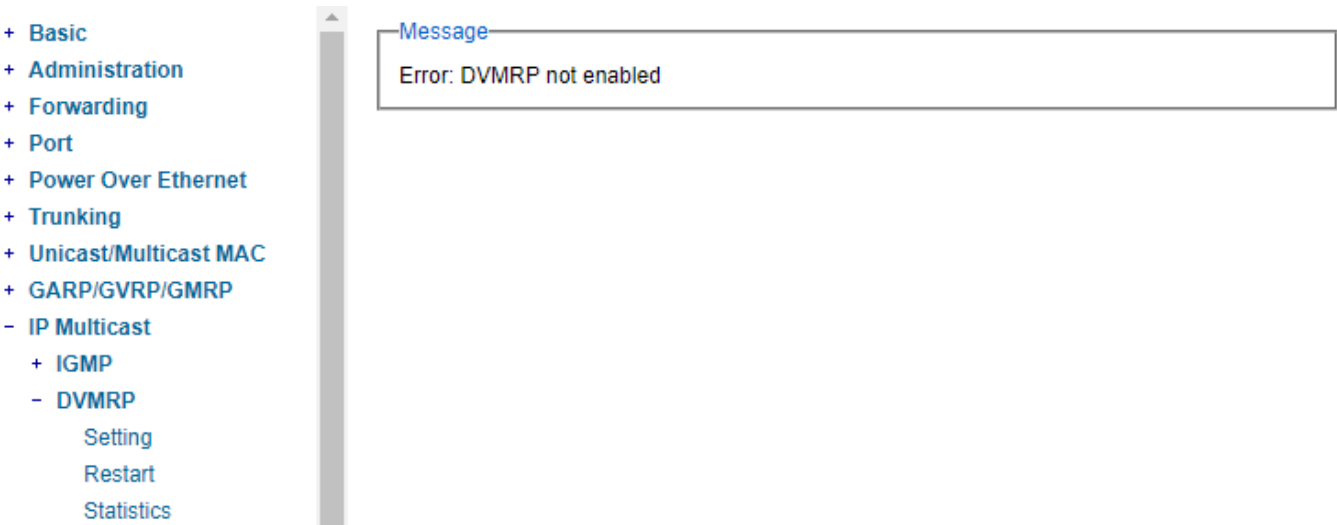 + Basic
+ Administration
+ Forwarding
+ Port
+ Power Over Ethernet
+ Trunking
+ Unicast/Multicast MAC
+ GARP/GVRP/GMRP
- IP Multicast
+ IGMP
- DVMRP
Setting
Restart
Statistics
Message
Error: DVMRP not enabled